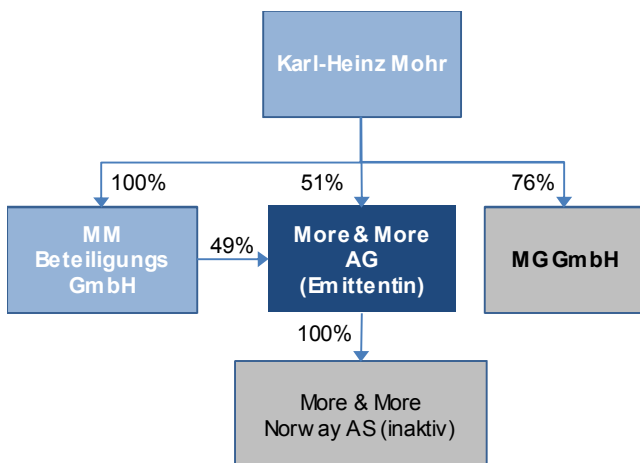 Karl-Heinz Mohr
100%
51%
76%
MM
Beteiligungs
GmbH
49%
More & More
AG
(Emittentin)
MG GmbH
100%
More & More
Norway AS (inaktiv)